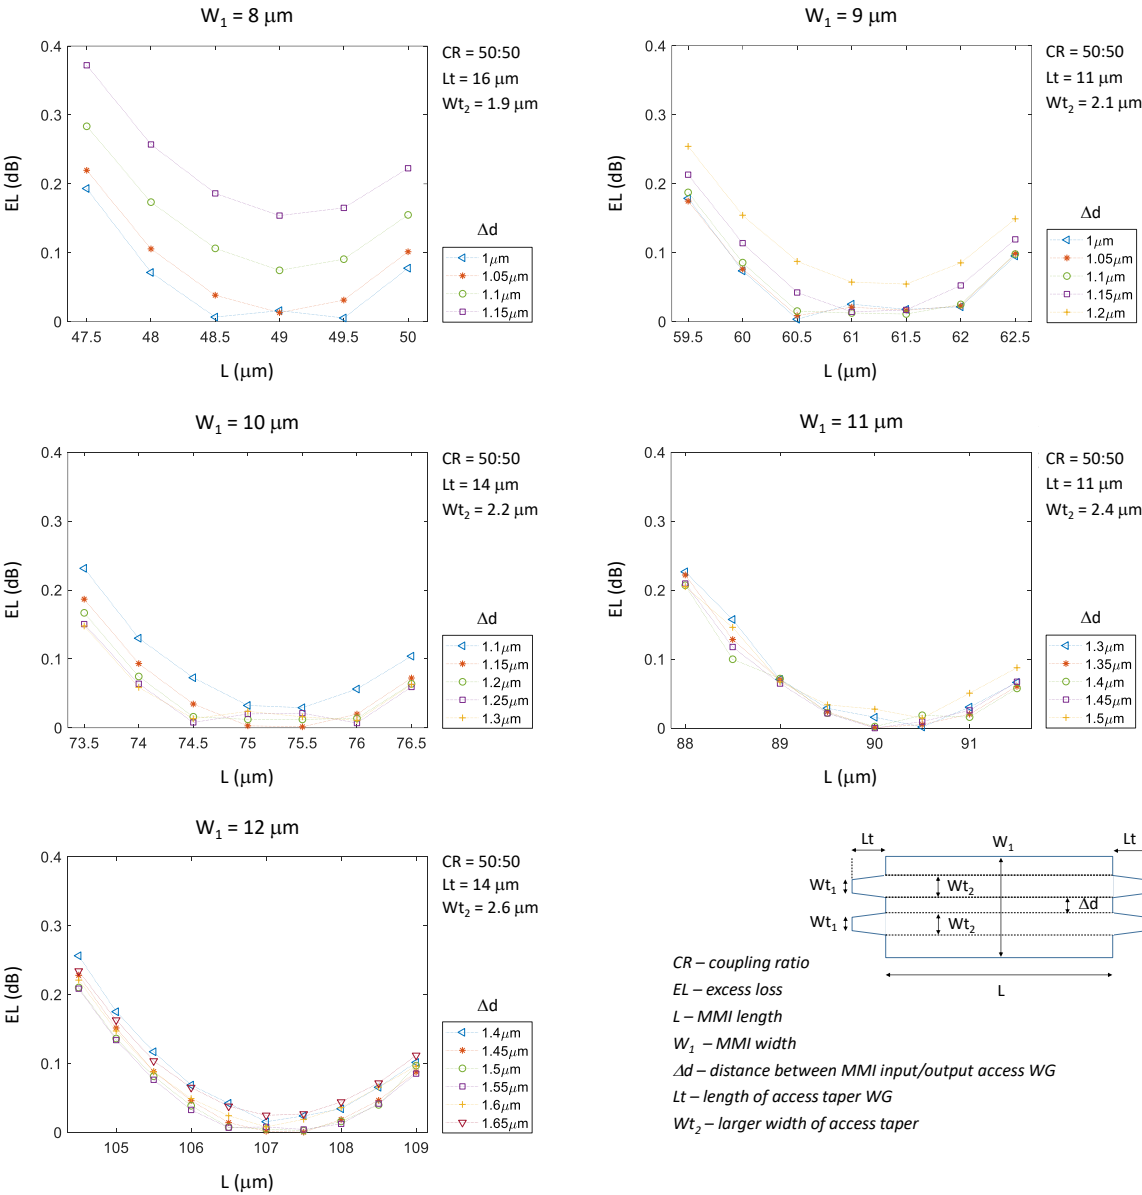 W₁ = 8 μm
EL (dB)
0.4
0.3
0.2
0.1
0
47.5 48 48.5 49 49.5 50
L (μm)
CR = 50:50
Lt = 16 μm
Wt₂ = 1.9 μm
Δd
1μm
1.05μm
1.1μm
1.15μm
W₁ = 9 μm
EL (dB)
0.4
0.3
0.2
0.1
0
59.5 60 60.5 61 61.5 62 62.5
L (μm)
CR = 50:50
Lt = 11 μm
Wt₂ = 2.1 μm
Δd
1μm
1.05μm
1.1μm
1.15μm
1.2μm
W₁ = 10 μm
EL (dB)
0.4
0.3
0.2
0.1
0
73.5 74 74.5 75 75.5 76 76.5
L (μm)
CR = 50:50
Lt = 14 μm
Wt₂ = 2.2 μm
Δd
1.1μm
1.15μm
1.2μm
1.25μm
1.3μm
W₁ = 11 μm
EL (dB)
0.4
0.3
0.2
0.1
0
88 89 90 91
L (μm)
CR = 50:50
Lt = 11 μm
Wt₂ = 2.4 μm
Δd
1.3μm
1.35μm
1.4μm
1.45μm
1.5μm
W₁ = 12 μm
EL (dB)
0.4
0.3
0.2
0.1
0
105 106 107 108 109
L (μm)
CR = 50:50
Lt = 14 μm
Wt₂ = 2.6 μm
Δd
1.4μm
1.45μm
1.5μm
1.55μm
1.6μm
1.65μm
Lt W₁ Lt
Wt₁ Wt₂
Δd
Wt₁ Wt₂
L
CR – coupling ratio
EL – excess loss
L – MMI length
W₁ – MMI width
Δd – distance between MMI input/output access WG
Lt – length of access taper WG
Wt₂ – larger width of access taper